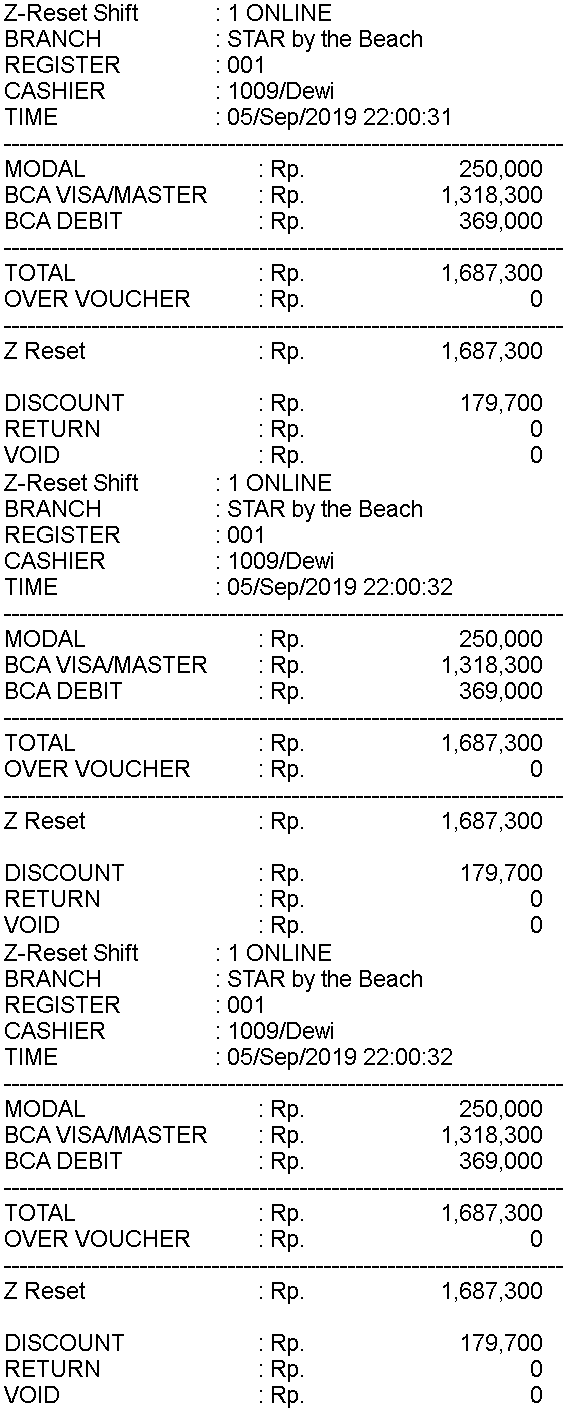 Z-Reset Shift : 1 ONLINE
BRANCH : STAR by the Beach
REGISTER : 001
CASHIER : 1009/Dewi
TIME : 05/Sep/2019 22:00:31
----------------------------------------------------------------------
MODAL : Rp. 250,000
BCA VISA/MASTER : Rp. 1,318,300
BCA DEBIT : Rp. 369,000
----------------------------------------------------------------------
TOTAL : Rp. 1,687,300
OVER VOUCHER : Rp. 0
----------------------------------------------------------------------
Z Reset : Rp. 1,687,300
DISCOUNT : Rp. 179,700
RETURN : Rp. 0
VOID : Rp. 0
Z-Reset Shift : 1 ONLINE
BRANCH : STAR by the Beach
REGISTER : 001
CASHIER : 1009/Dewi
TIME : 05/Sep/2019 22:00:32
----------------------------------------------------------------------
MODAL : Rp. 250,000
BCA VISA/MASTER : Rp. 1,318,300
BCA DEBIT : Rp. 369,000
----------------------------------------------------------------------
TOTAL : Rp. 1,687,300
OVER VOUCHER : Rp. 0
----------------------------------------------------------------------
Z Reset : Rp. 1,687,300
DISCOUNT : Rp. 179,700
RETURN : Rp. 0
VOID : Rp. 0
Z-Reset Shift : 1 ONLINE
BRANCH : STAR by the Beach
REGISTER : 001
CASHIER : 1009/Dewi
TIME : 05/Sep/2019 22:00:32
----------------------------------------------------------------------
MODAL : Rp. 250,000
BCA VISA/MASTER : Rp. 1,318,300
BCA DEBIT : Rp. 369,000
----------------------------------------------------------------------
TOTAL : Rp. 1,687,300
OVER VOUCHER : Rp. 0
----------------------------------------------------------------------
Z Reset : Rp. 1,687,300
DISCOUNT : Rp. 179,700
RETURN : Rp. 0
VOID : Rp. 0